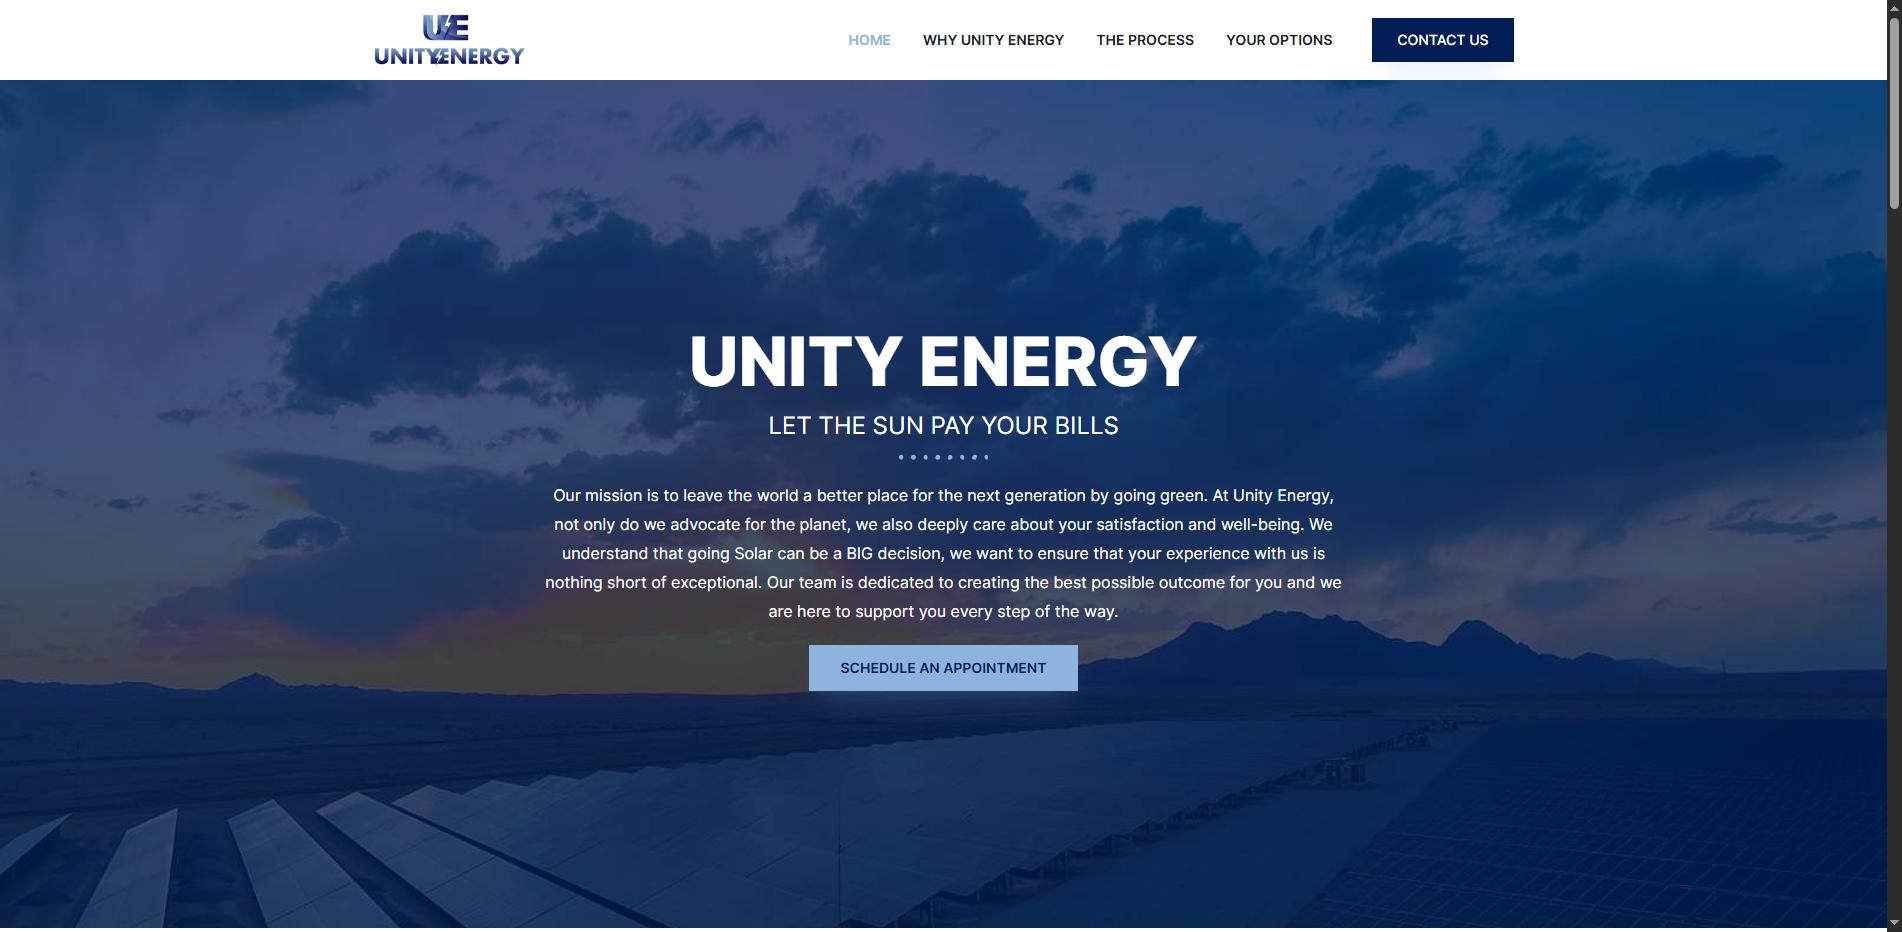 UE
UNITYENERGY
HOME
WHY UNITY ENERGY
THE PROCESS
YOUR OPTIONS
CONTACT US
UNITY ENERGY
LET THE SUN PAY YOUR BILLS
Our mission is to leave the world a better place for the next generation by going green. At Unity Energy,
not only do we advocate for the planet, we also deeply care about your satisfaction and well-being. We
understand that going Solar can be a BIG decision, we want to ensure that your experience with us is
nothing short of exceptional. Our team is dedicated to creating the best possible outcome for you and we
are here to support you every step of the way.
SCHEDULE AN APPOINTMENT